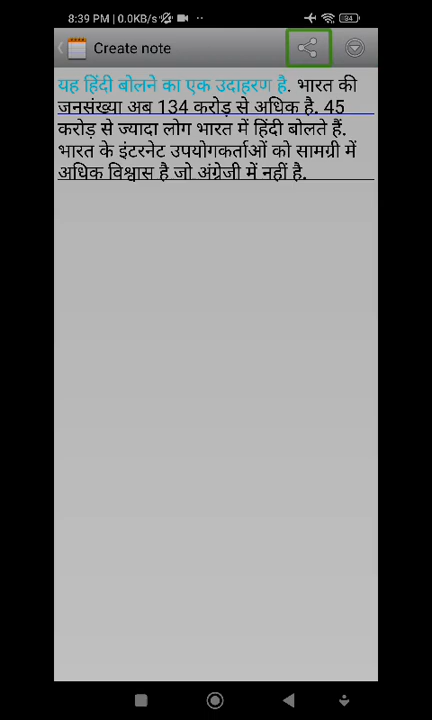 8:39 PM | 0.0KB/s
94
Create note
यह हिंदी बोलने का एक उदाहरण है. भारत की
जनसंख्या अब 134 करोड़ से अधिक है. 45
करोड़ से ज्यादा लोग भारत में हिंदी बोलते हैं.
भारत के इंटरनेट उपयोगकर्ताओं को सामग्री में
अधिक विश्वास है जो अंग्रेजी में नहीं है.